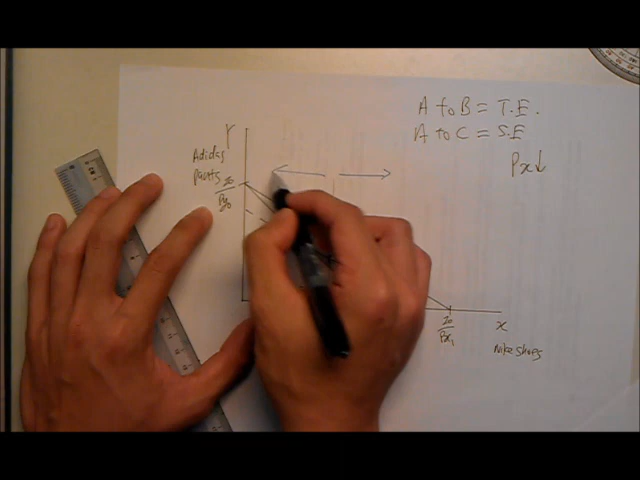 A to B = T.E.
A to C = S.E
Px↓
Y
Adidas
pants
x
Nike shoes